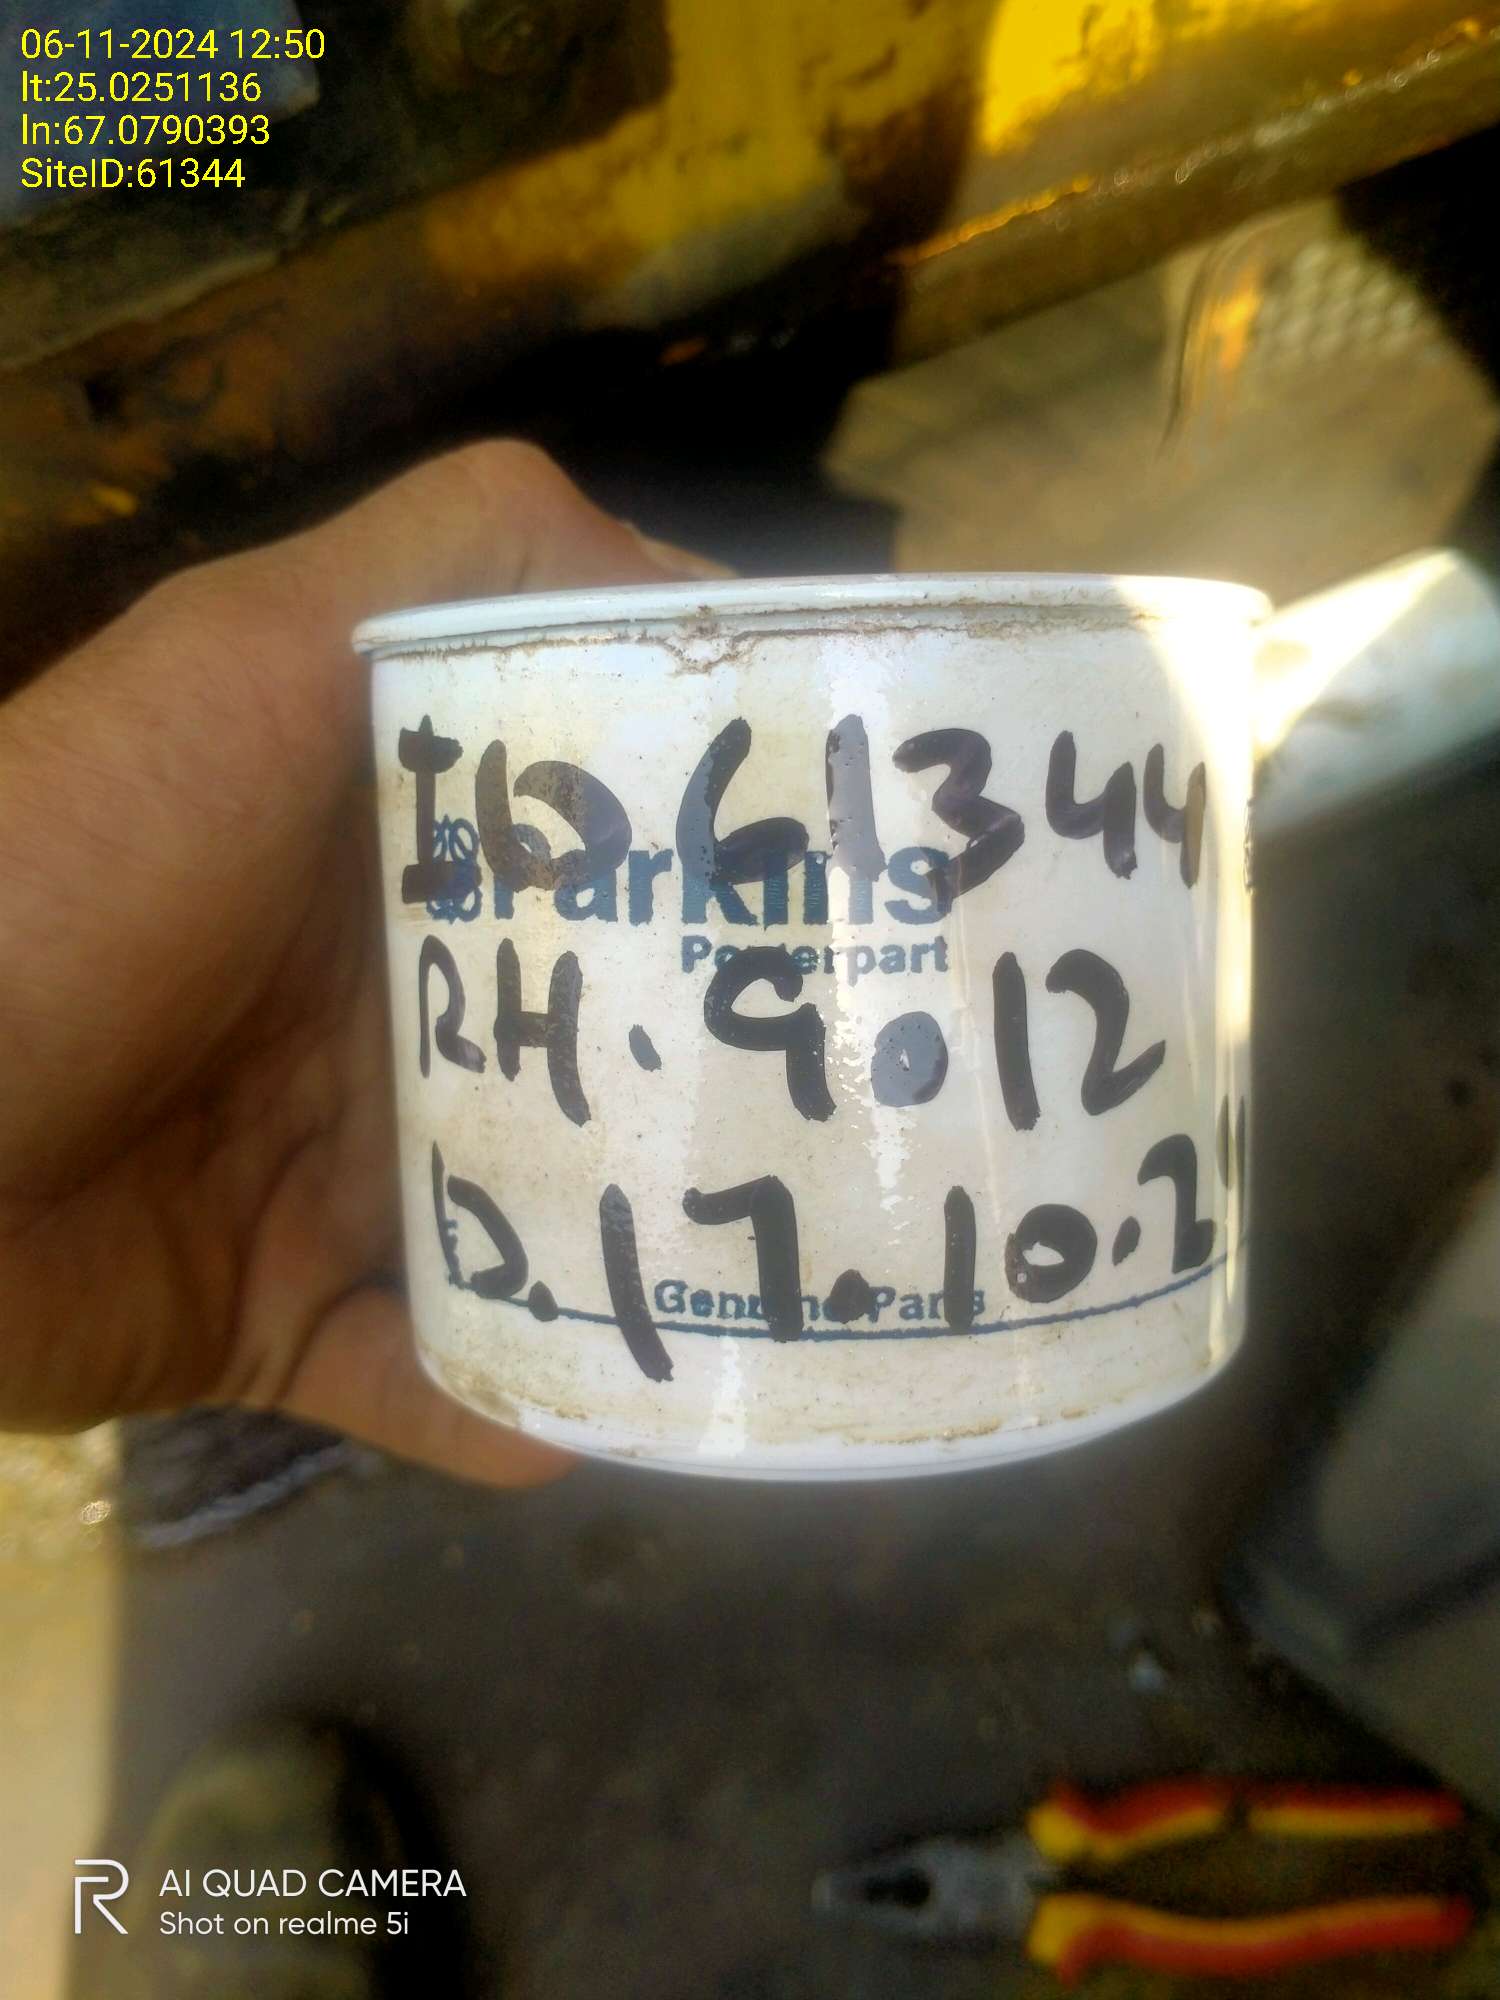 06-11-2024 12:50
lt:25.0251136
ln:67.0790393
SiteID:61344
ID 61344
Parkins
Powerpart
RH. 9012
D. 17.10.2
Genuine Parts
AI QUAD CAMERA
Shot on realme 5i